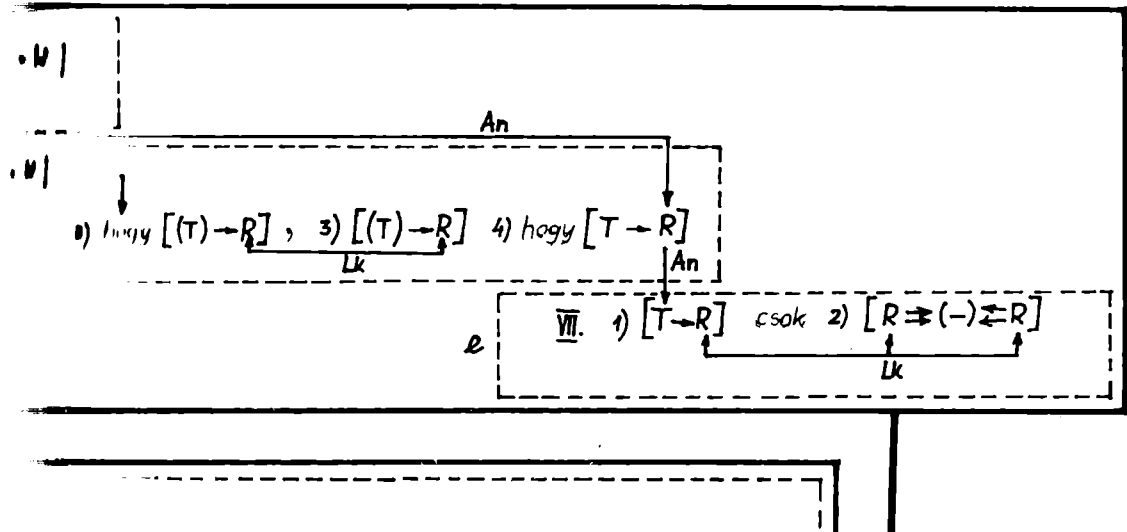 An
hogy [(T) → R] , 3) [(T) → R] 4) hogy [T → R]
Lk
An
e VII. 1) [T → R] csak 2) [R ⇉ (-) ⇇ R]
Lk